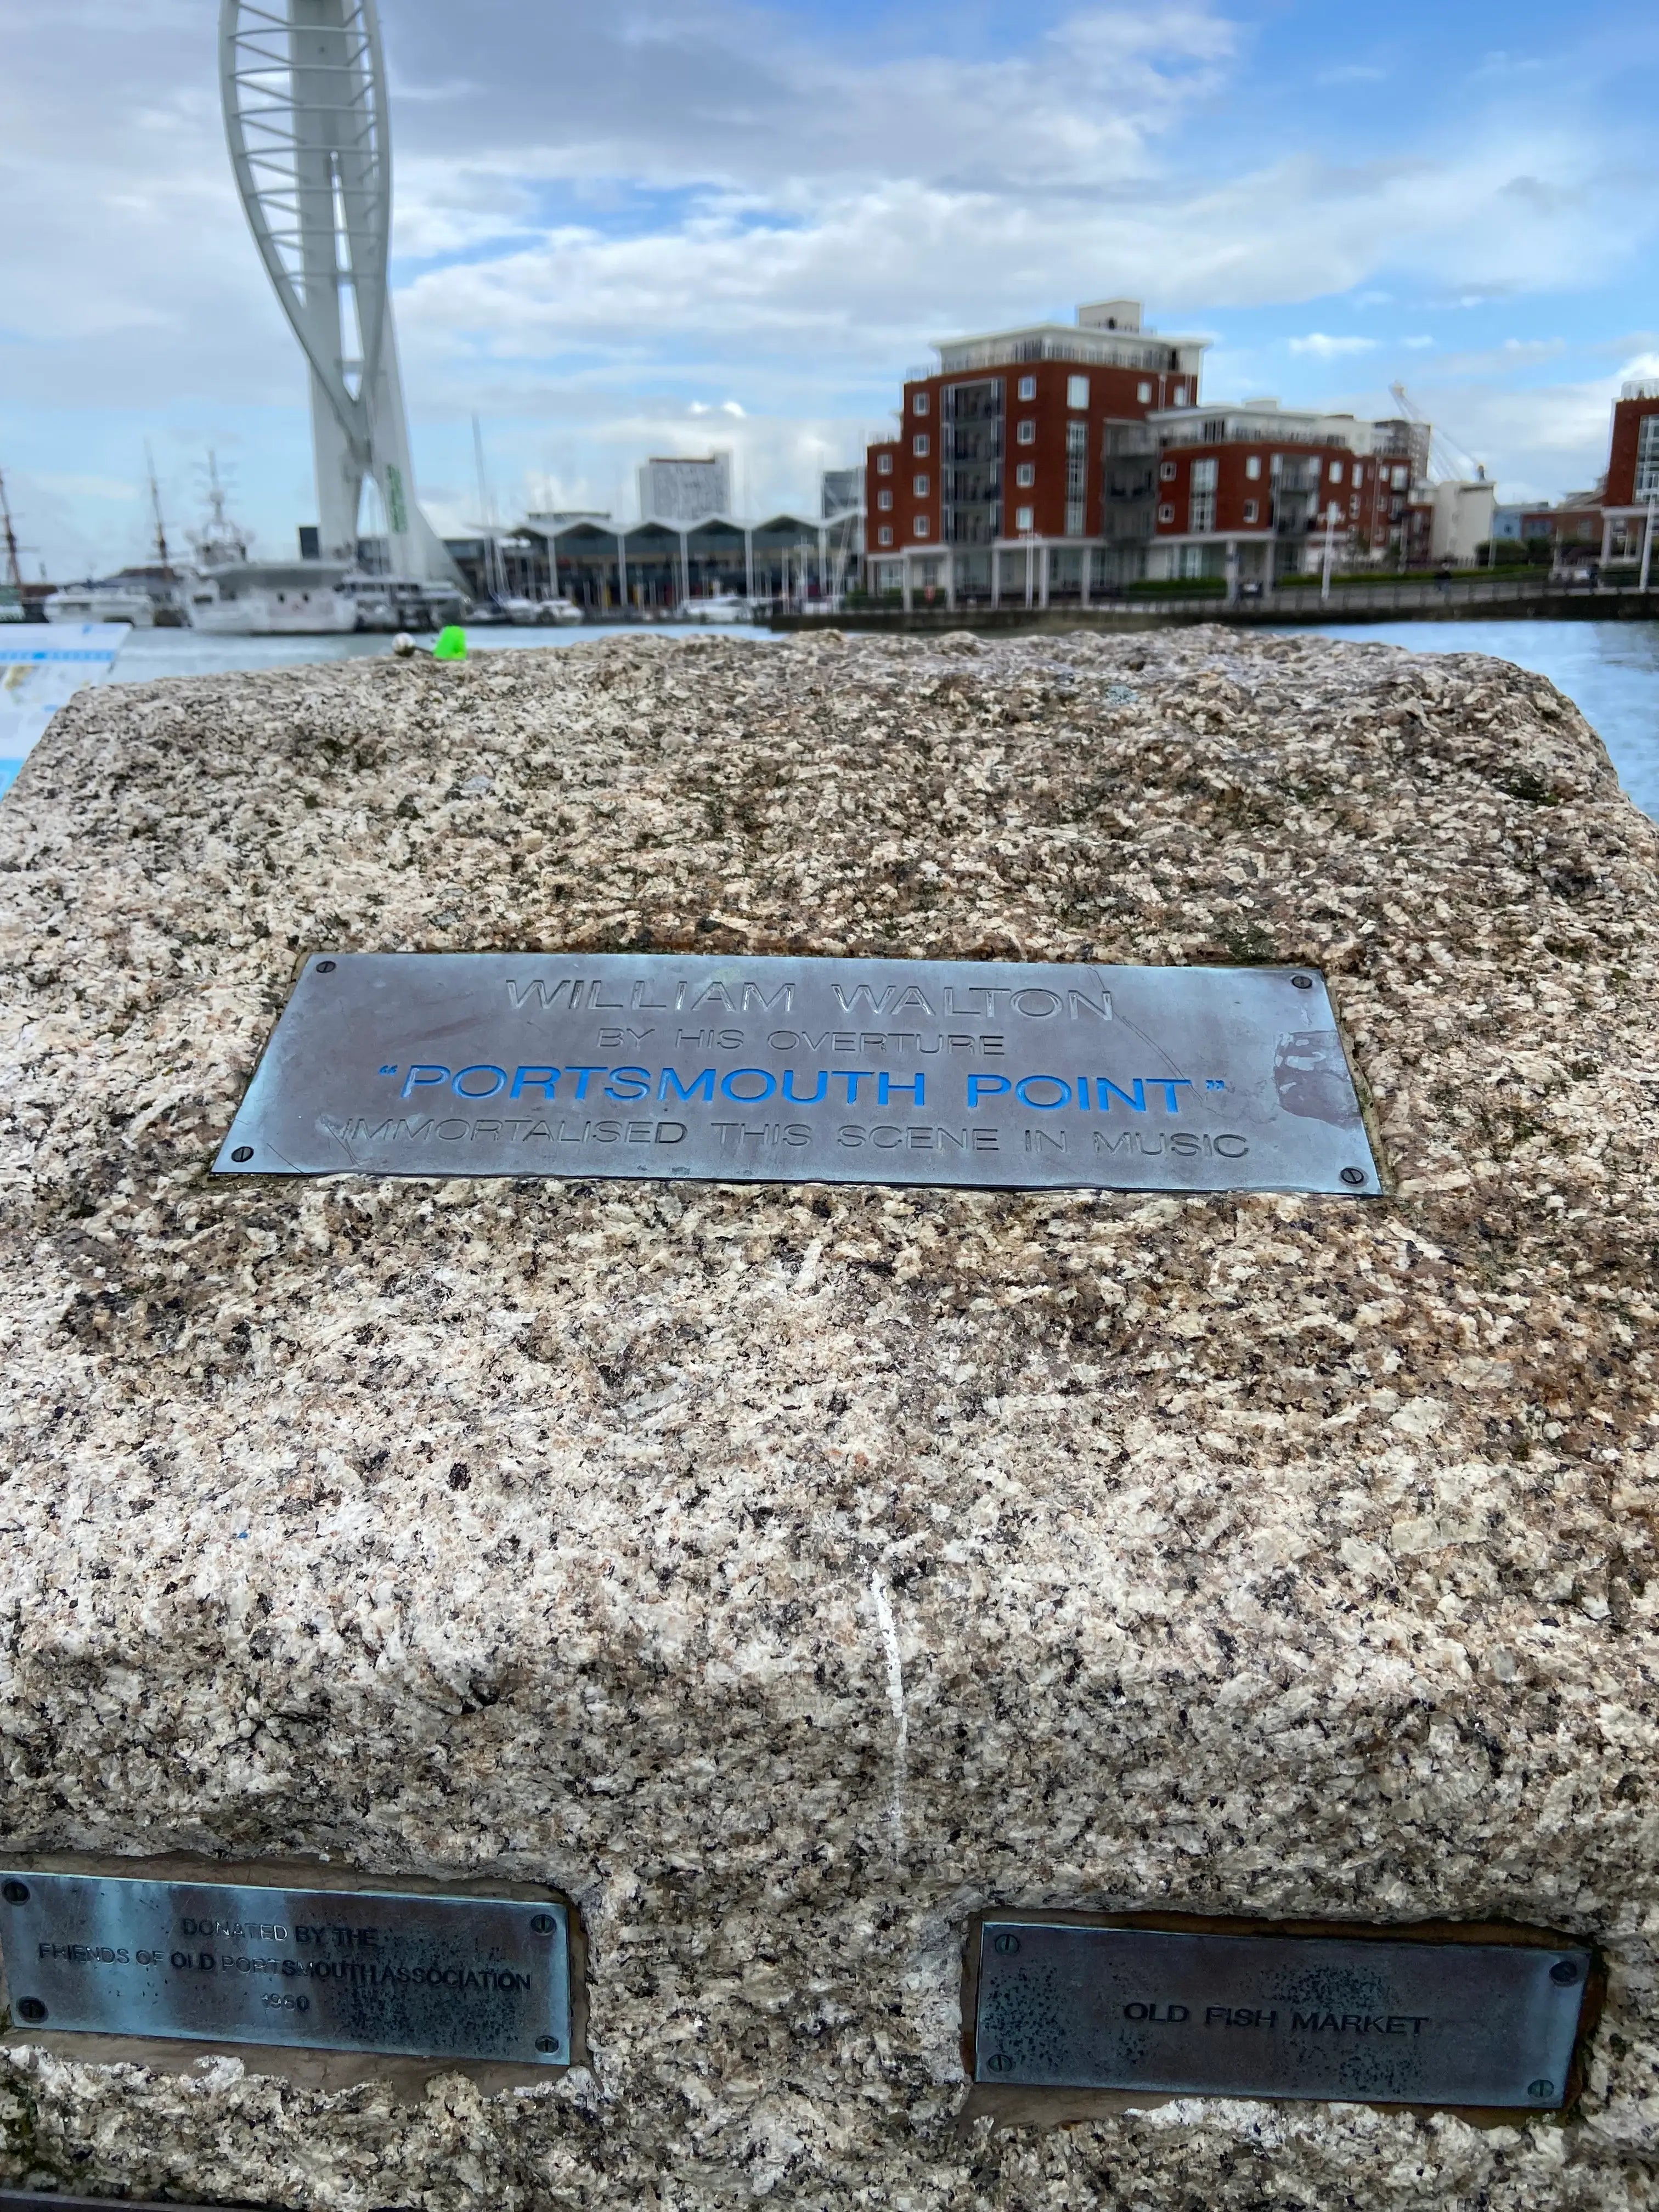 WILLIAM WALTON
BY HIS OVERTURE
"PORTSMOUTH POINT"
IMMORTALISED THIS SCENE IN MUSIC
DONATED BY THE
FRIENDS OF OLD PORTSMOUTH ASSOCIATION
OLD FISH MARKET